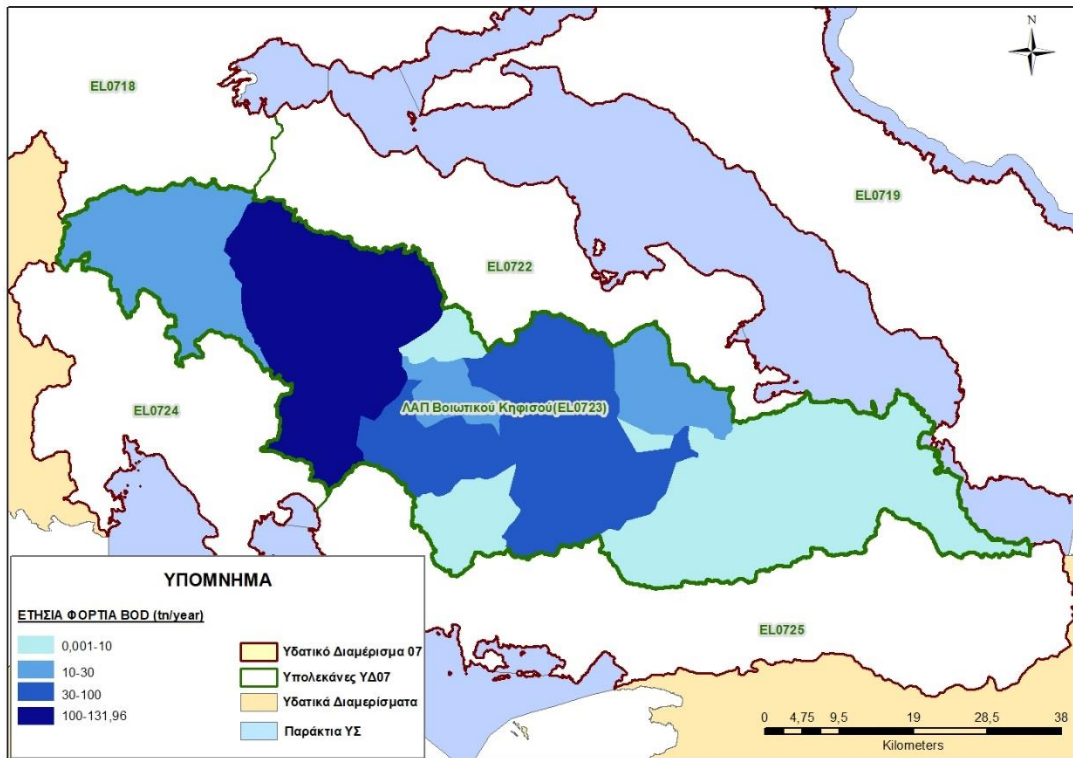 N
EL0718
EL0719
EL0722
EL0724
ΛΑΠ Βοιωτικού Κηφισού(EL0723)
EL0725
ΥΠΟΜΝΗΜΑ
ΕΤΗΣΙΑ ΦΟΡΤΙΑ BOD (tn/year)
0,001-10
10-30
30-100
100-131,96
Υδατικό Διαμέρισμα 07
Υπολεκάνες ΥΔ07
Υδατικά Διαμερίσματα
Παράκτια ΥΣ
0 4,75 9,5 19 28,5 38
Kilometers